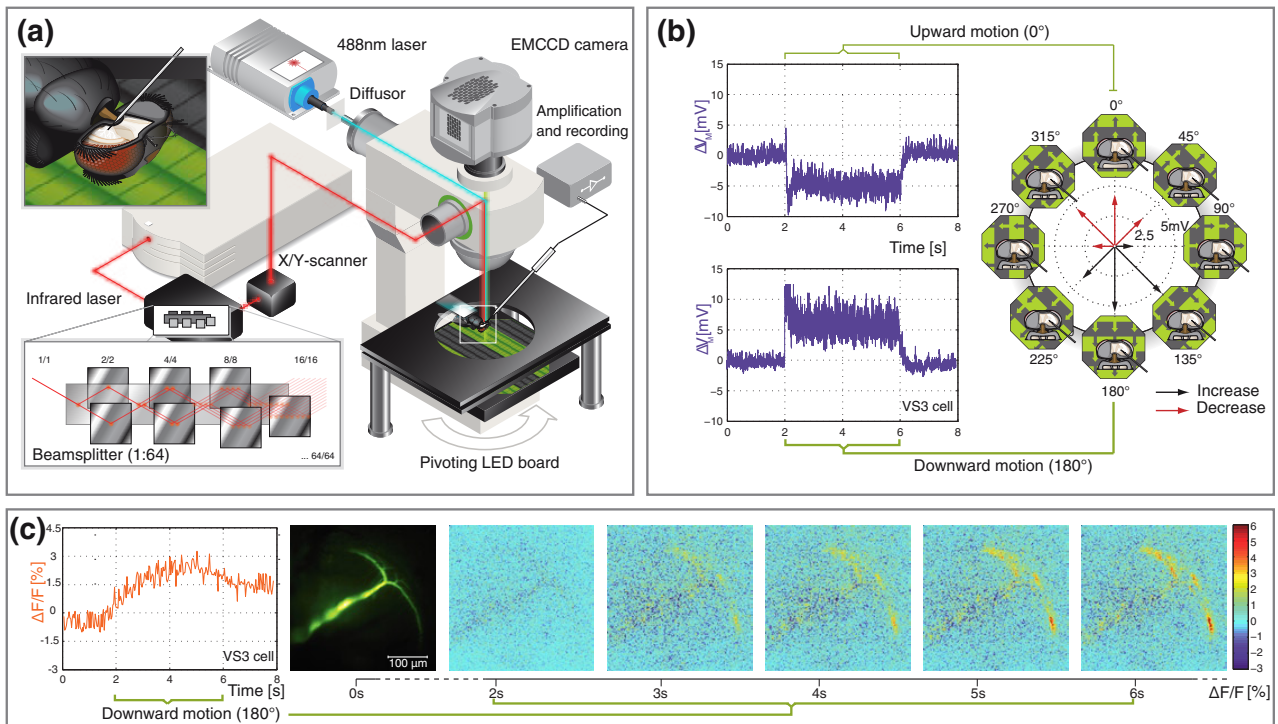 (a)
488nm laser
EMCCD camera
Diffusor
Amplification
and recording
X/Y-scanner
Infrared laser
1/1 2/2 4/4 8/8 16/16
Beamsplitter (1:64)
... 64/64
Pivoting LED board
(b)
Upward motion (0°)
ΔVM[mV]
15
10
5
0
−5
−10
0 2 4 6 8
Time [s]
ΔVM[mV]
15
10
5
0
−5
−10
0 2 4 6 8
VS3 cell
Downward motion (180°)
0°
315° 45°
270° 90°
5mV
2,5
225° 135°
180°
Increase
Decrease
(c)
ΔF/F [%]
4.5
3
1.5
0
-1.5
-3
VS3 cell
0 2 4 6 8
Time [s]
Downward motion (180°)
100 µm
0s 2s 3s 4s 5s 6s
6
5
4
3
2
1
0
-1
-2
-3
ΔF/F [%]